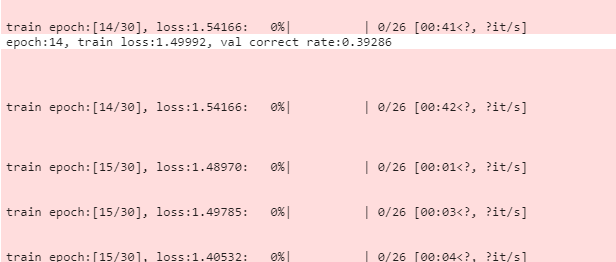 train epoch:[14/30], loss:1.54166:   0%|          | 0/26 [00:41<?, ?it/s]
epoch:14, train loss:1.49992, val correct rate:0.39286
train epoch:[14/30], loss:1.54166:   0%|          | 0/26 [00:42<?, ?it/s]
train epoch:[15/30], loss:1.48970:   0%|          | 0/26 [00:01<?, ?it/s]
train epoch:[15/30], loss:1.49785:   0%|          | 0/26 [00:03<?, ?it/s]
train epoch:[15/30], loss:1.40532:   0%|          | 0/26 [00:04<?, ?it/s]